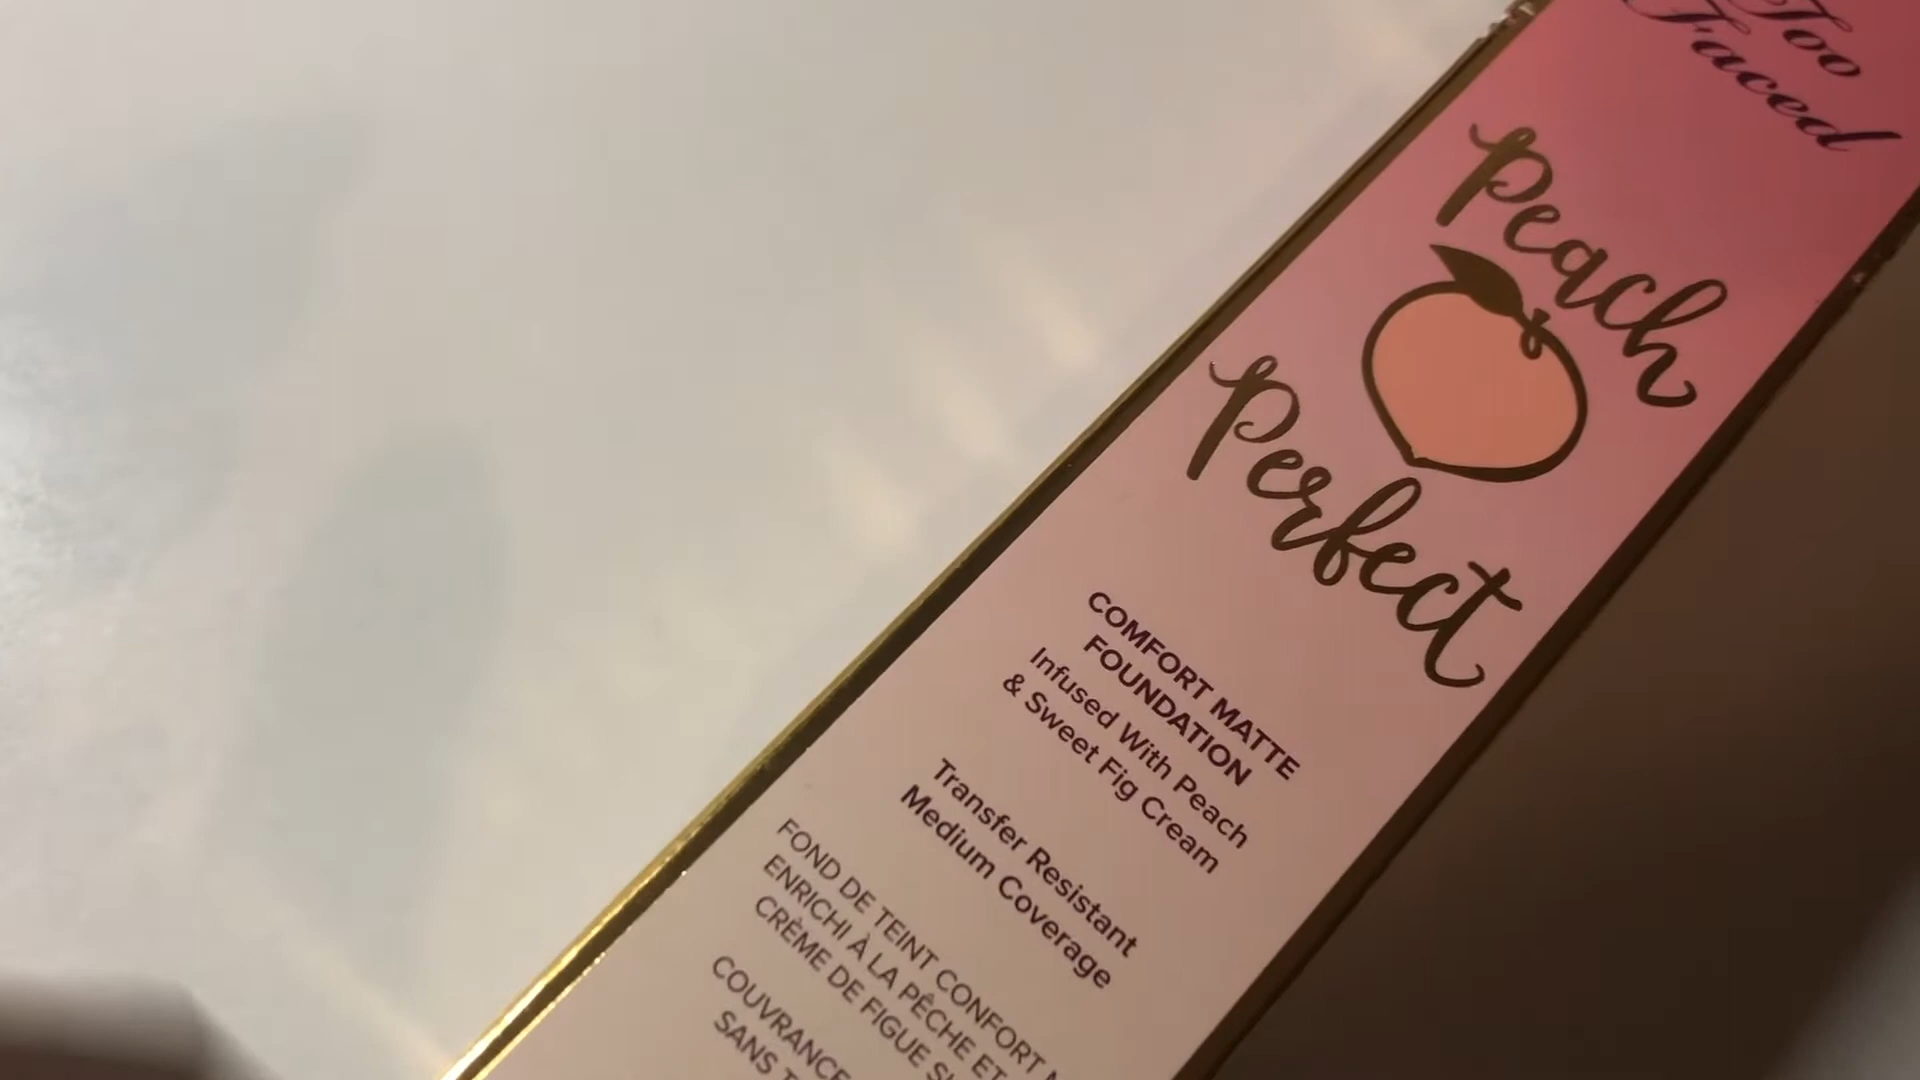 Too
Faced
Peach
Perfect
COMFORT MATTE
FOUNDATION
Infused With Peach
& Sweet Fig Cream
Transfer Resistant
Medium Coverage
FOND DE TEINT CONFORT
ENRICHI À LA PÊCHE ET
CRÈME DE FIGUE
COUVRANCE
SANS